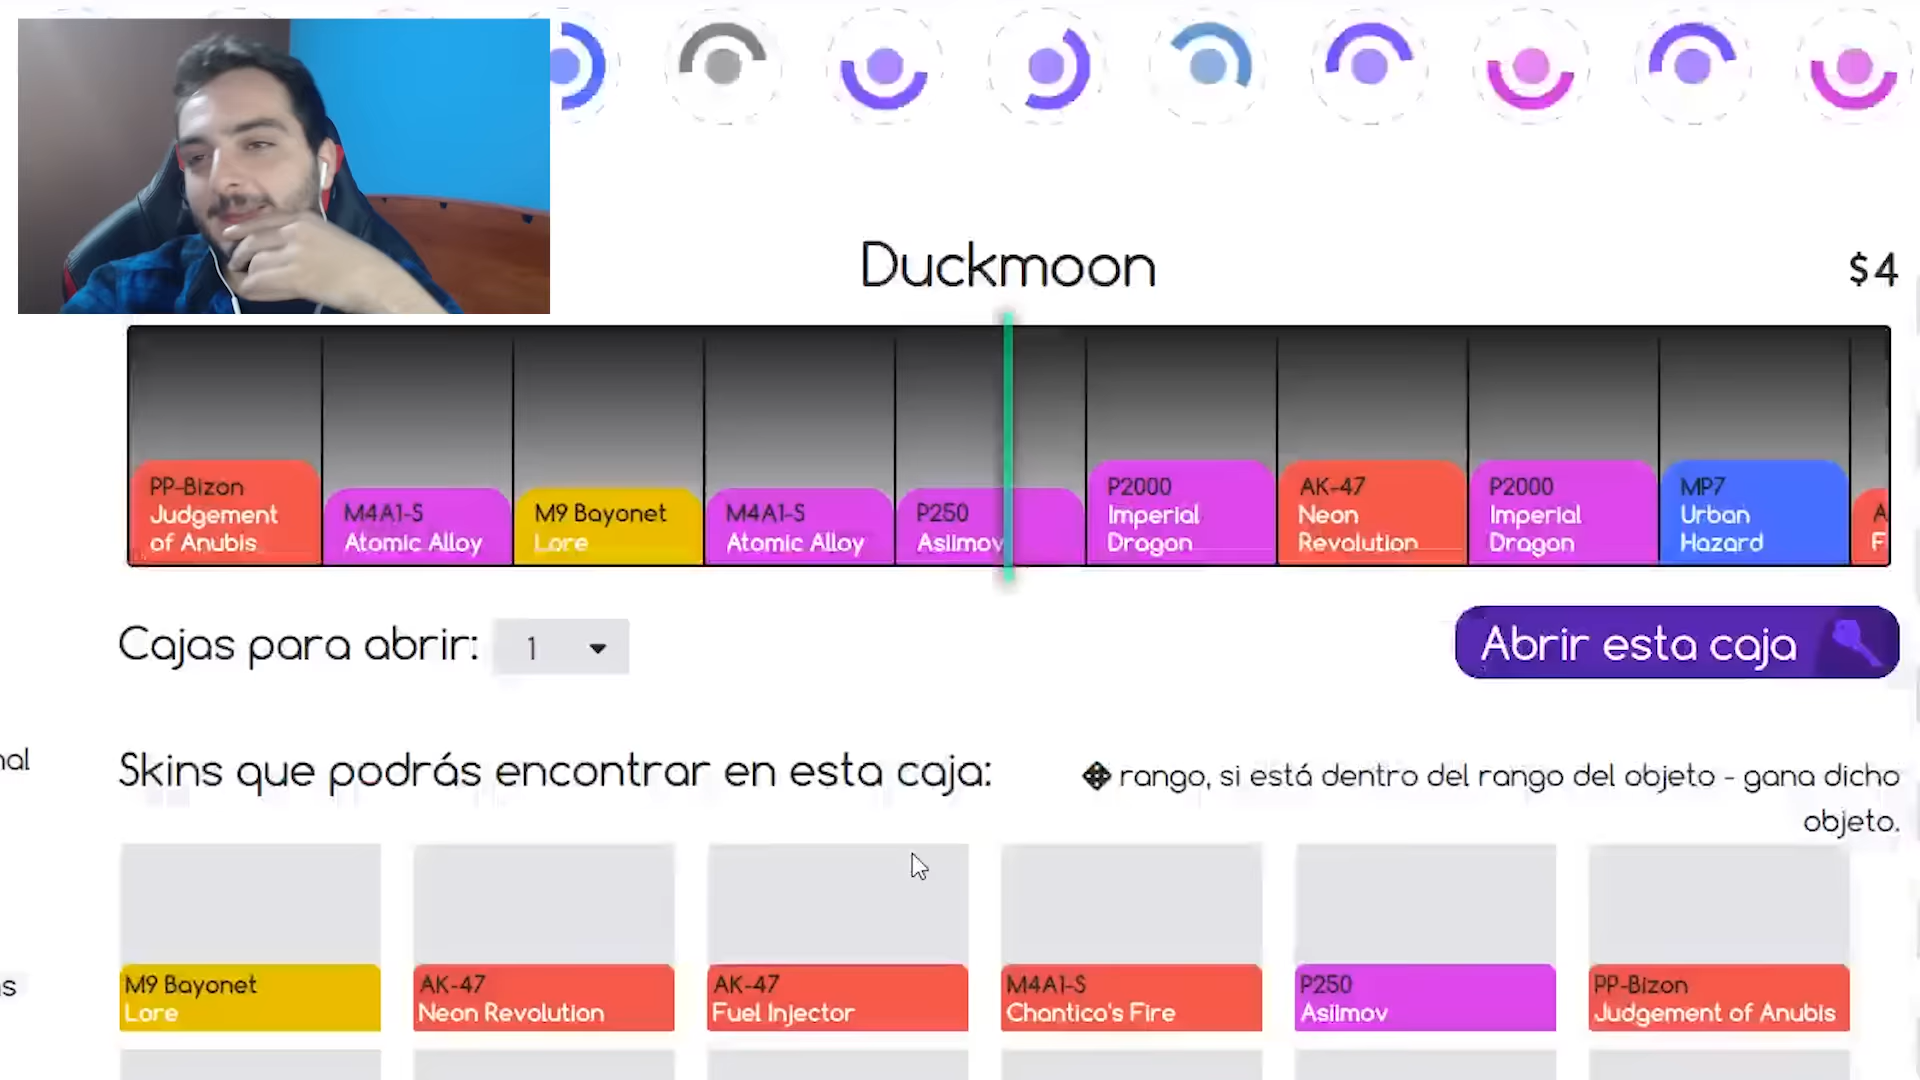 Duckmoon
$4
PP-Bizon
Judgement
of Anubis
M4A1-S
Atomic Alloy
M9 Bayonet
Lore
M4A1-S
Atomic Alloy
P250
Asiimov
P2000
Imperial
Dragon
AK-47
Neon
Revolution
P2000
Imperial
Dragon
MP7
Urban
Hazard
A
F
Cajas para abrir: 1
Abrir esta caja
nal
Skins que podrás encontrar en esta caja:
rango, si está dentro del rango del objeto - gana dicho
objeto.
s
M9 Bayonet
Lore
AK-47
Neon Revolution
AK-47
Fuel Injector
M4A1-S
Chantico's Fire
P250
Asiimov
PP-Bizon
Judgement of Anubis